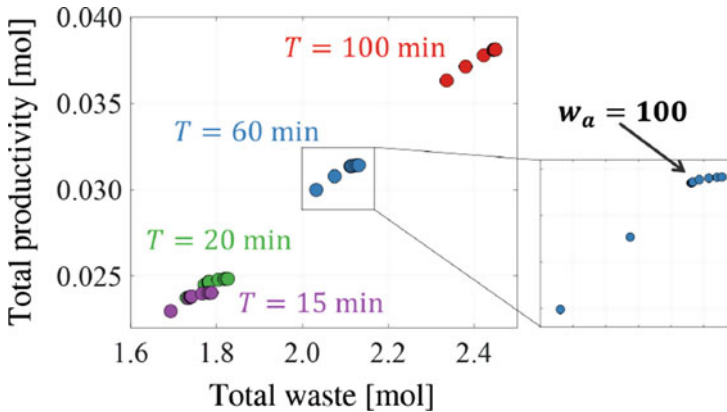 0.040
0.035
0.030
0.025
Total productivity [mol]
T = 100 min
T = 60 min
T = 20 min
T = 15 min
w_a = 100
1.6 1.8 2.0 2.2 2.4
Total waste [mol]